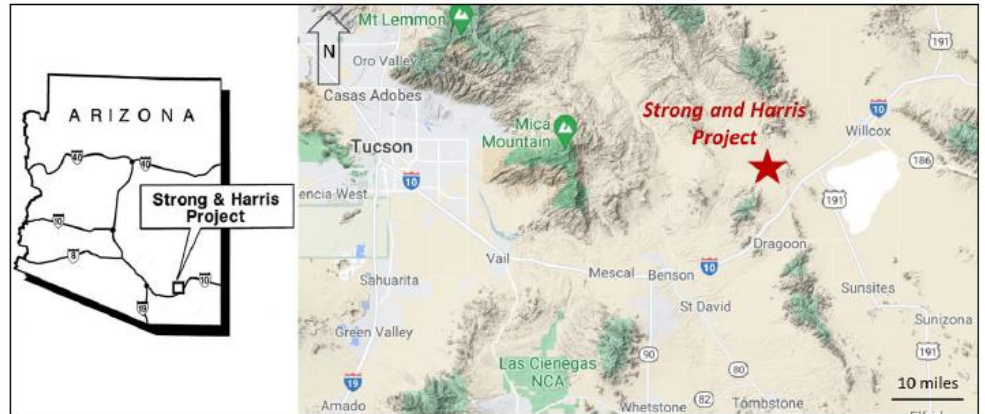 ARIZONA
40
40
Strong & Harris
Project
10
8
10
19
N
Mt Lemmon
Oro Valley
Casas Adobes
191
Mica
Mountain
Strong and Harris
Project
10
Willcox
Tucson
186
10
encia West
191
Vail
Dragoon
Sahuarita
Mescal
Benson
10
Sunsites
St David
Green Valley
Sunizona
Las Cienegas
NCA
90
191
80
19
10 miles
Amado
Whetstone
82
Tombstone